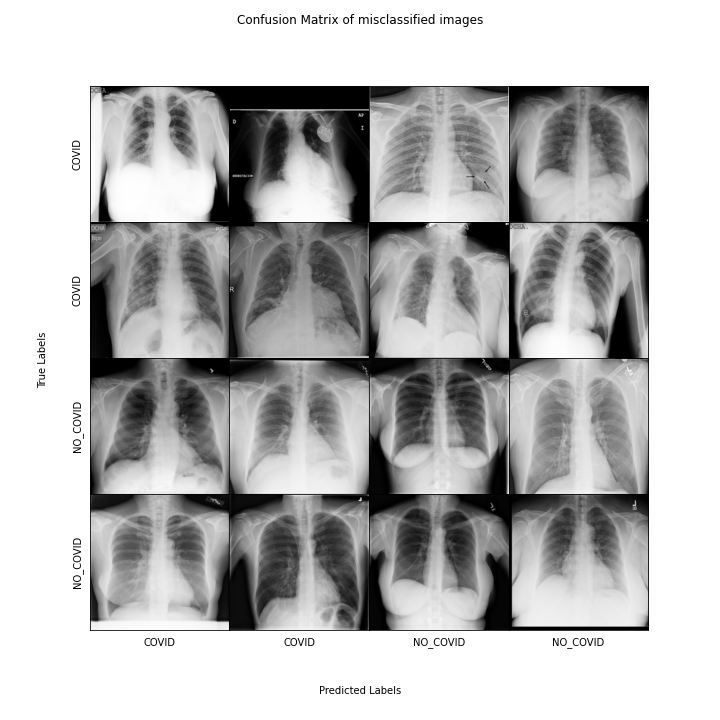 Confusion Matrix of misclassified images
COVID
D
I
COVID
R
NO_COVID
NO_COVID
True Labels
COVID
COVID
NO_COVID
NO_COVID
Predicted Labels